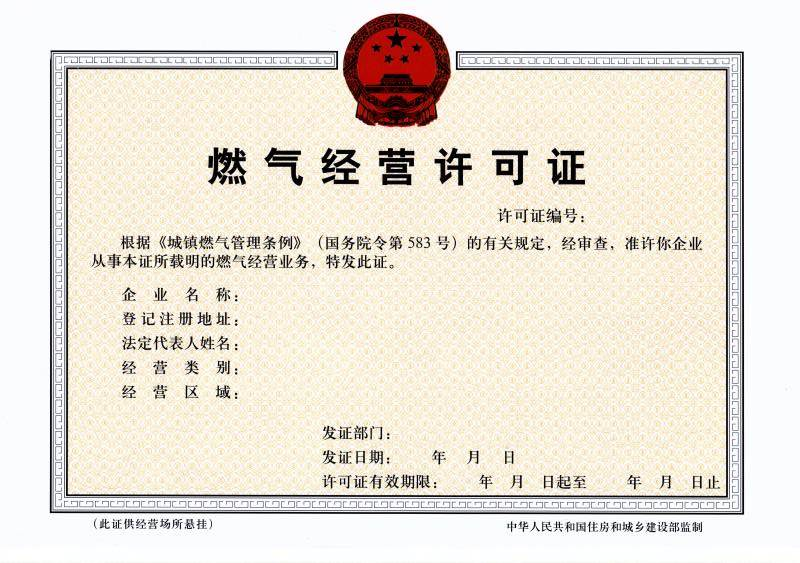 燃气经营许可证
许可证编号：
根据《城镇燃气管理条例》（国务院令第 583 号）的有关规定，经审查，准许你企业
从事本证所载明的燃气经营业务，特发此证。
企业名称：
登记注册地址：
法定代表人姓名：
经营类别：
经营区域：
发证部门：
发证日期： 年 月 日
许可证有效期限： 年 月 日起至 年 月 日止
（此证供经营场所悬挂）
中华人民共和国住房和城乡建设部监制